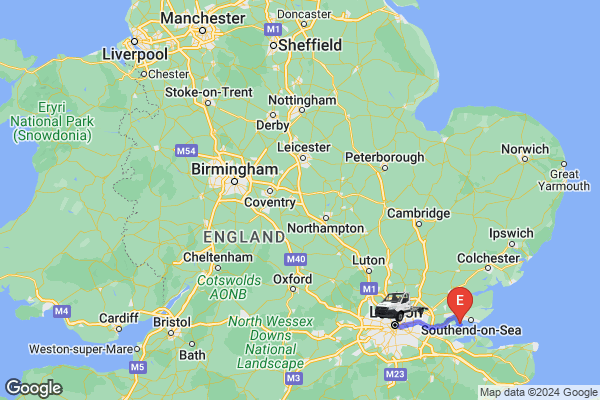 Doncaster
Manchester
M1
Liverpool
Sheffield
Chester
Eryri
National Park
(Snowdonia)
Stoke-on-Trent
Nottingham
Derby
M54
Leicester
Peterborough
Norwich
Birmingham
Great
Yarmouth
Coventry
Cambridge
Northampton
ENGLAND
Ipswich
M40
Cheltenham
Luton
Colchester
Cotswolds
AONB
Oxford
M1
E
M4
Cardiff
Bristol
North Wessex
Downs
National
Landscape
Southend-on-Sea
Weston-super-Mare
Bath
M5
M3
M23
Google
Google
Map data ©2024 Google